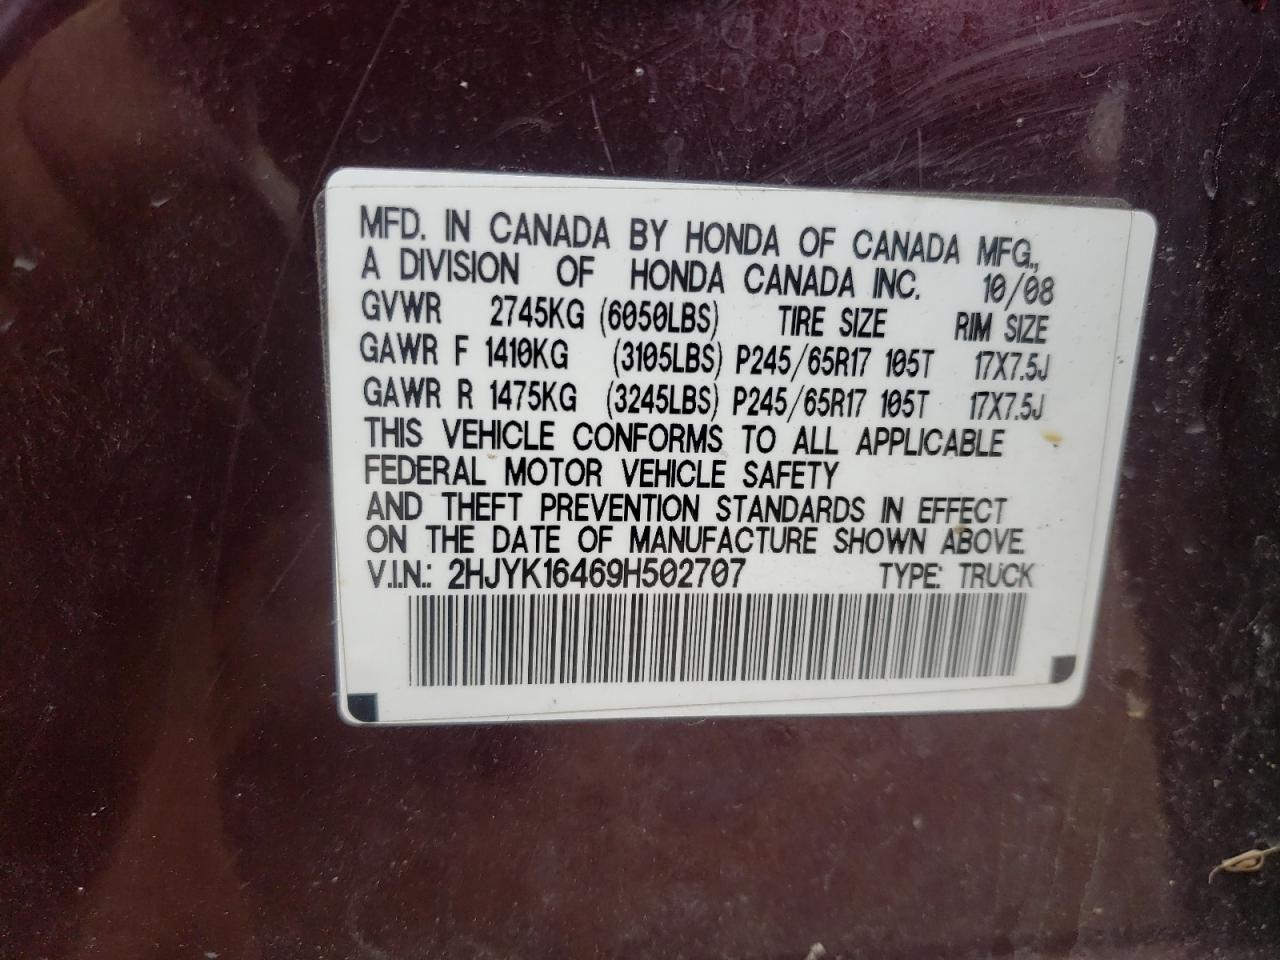 MFD. IN CANADA BY HONDA OF CANADA MFG.,
A DIVISION OF HONDA CANADA INC. 10/08
GVWR 2745KG (6050LBS) TIRE SIZE RIM SIZE
GAWR F 1410KG (3105LBS) P245/65R17 105T 17X7.5J
GAWR R 1475KG (3245LBS) P245/65R17 105T 17X7.5J
THIS VEHICLE CONFORMS TO ALL APPLICABLE
FEDERAL MOTOR VEHICLE SAFETY
AND THEFT PREVENTION STANDARDS IN EFFECT
ON THE DATE OF MANUFACTURE SHOWN ABOVE.
V.I.N.: 2HJYK16469H502707 TYPE: TRUCK